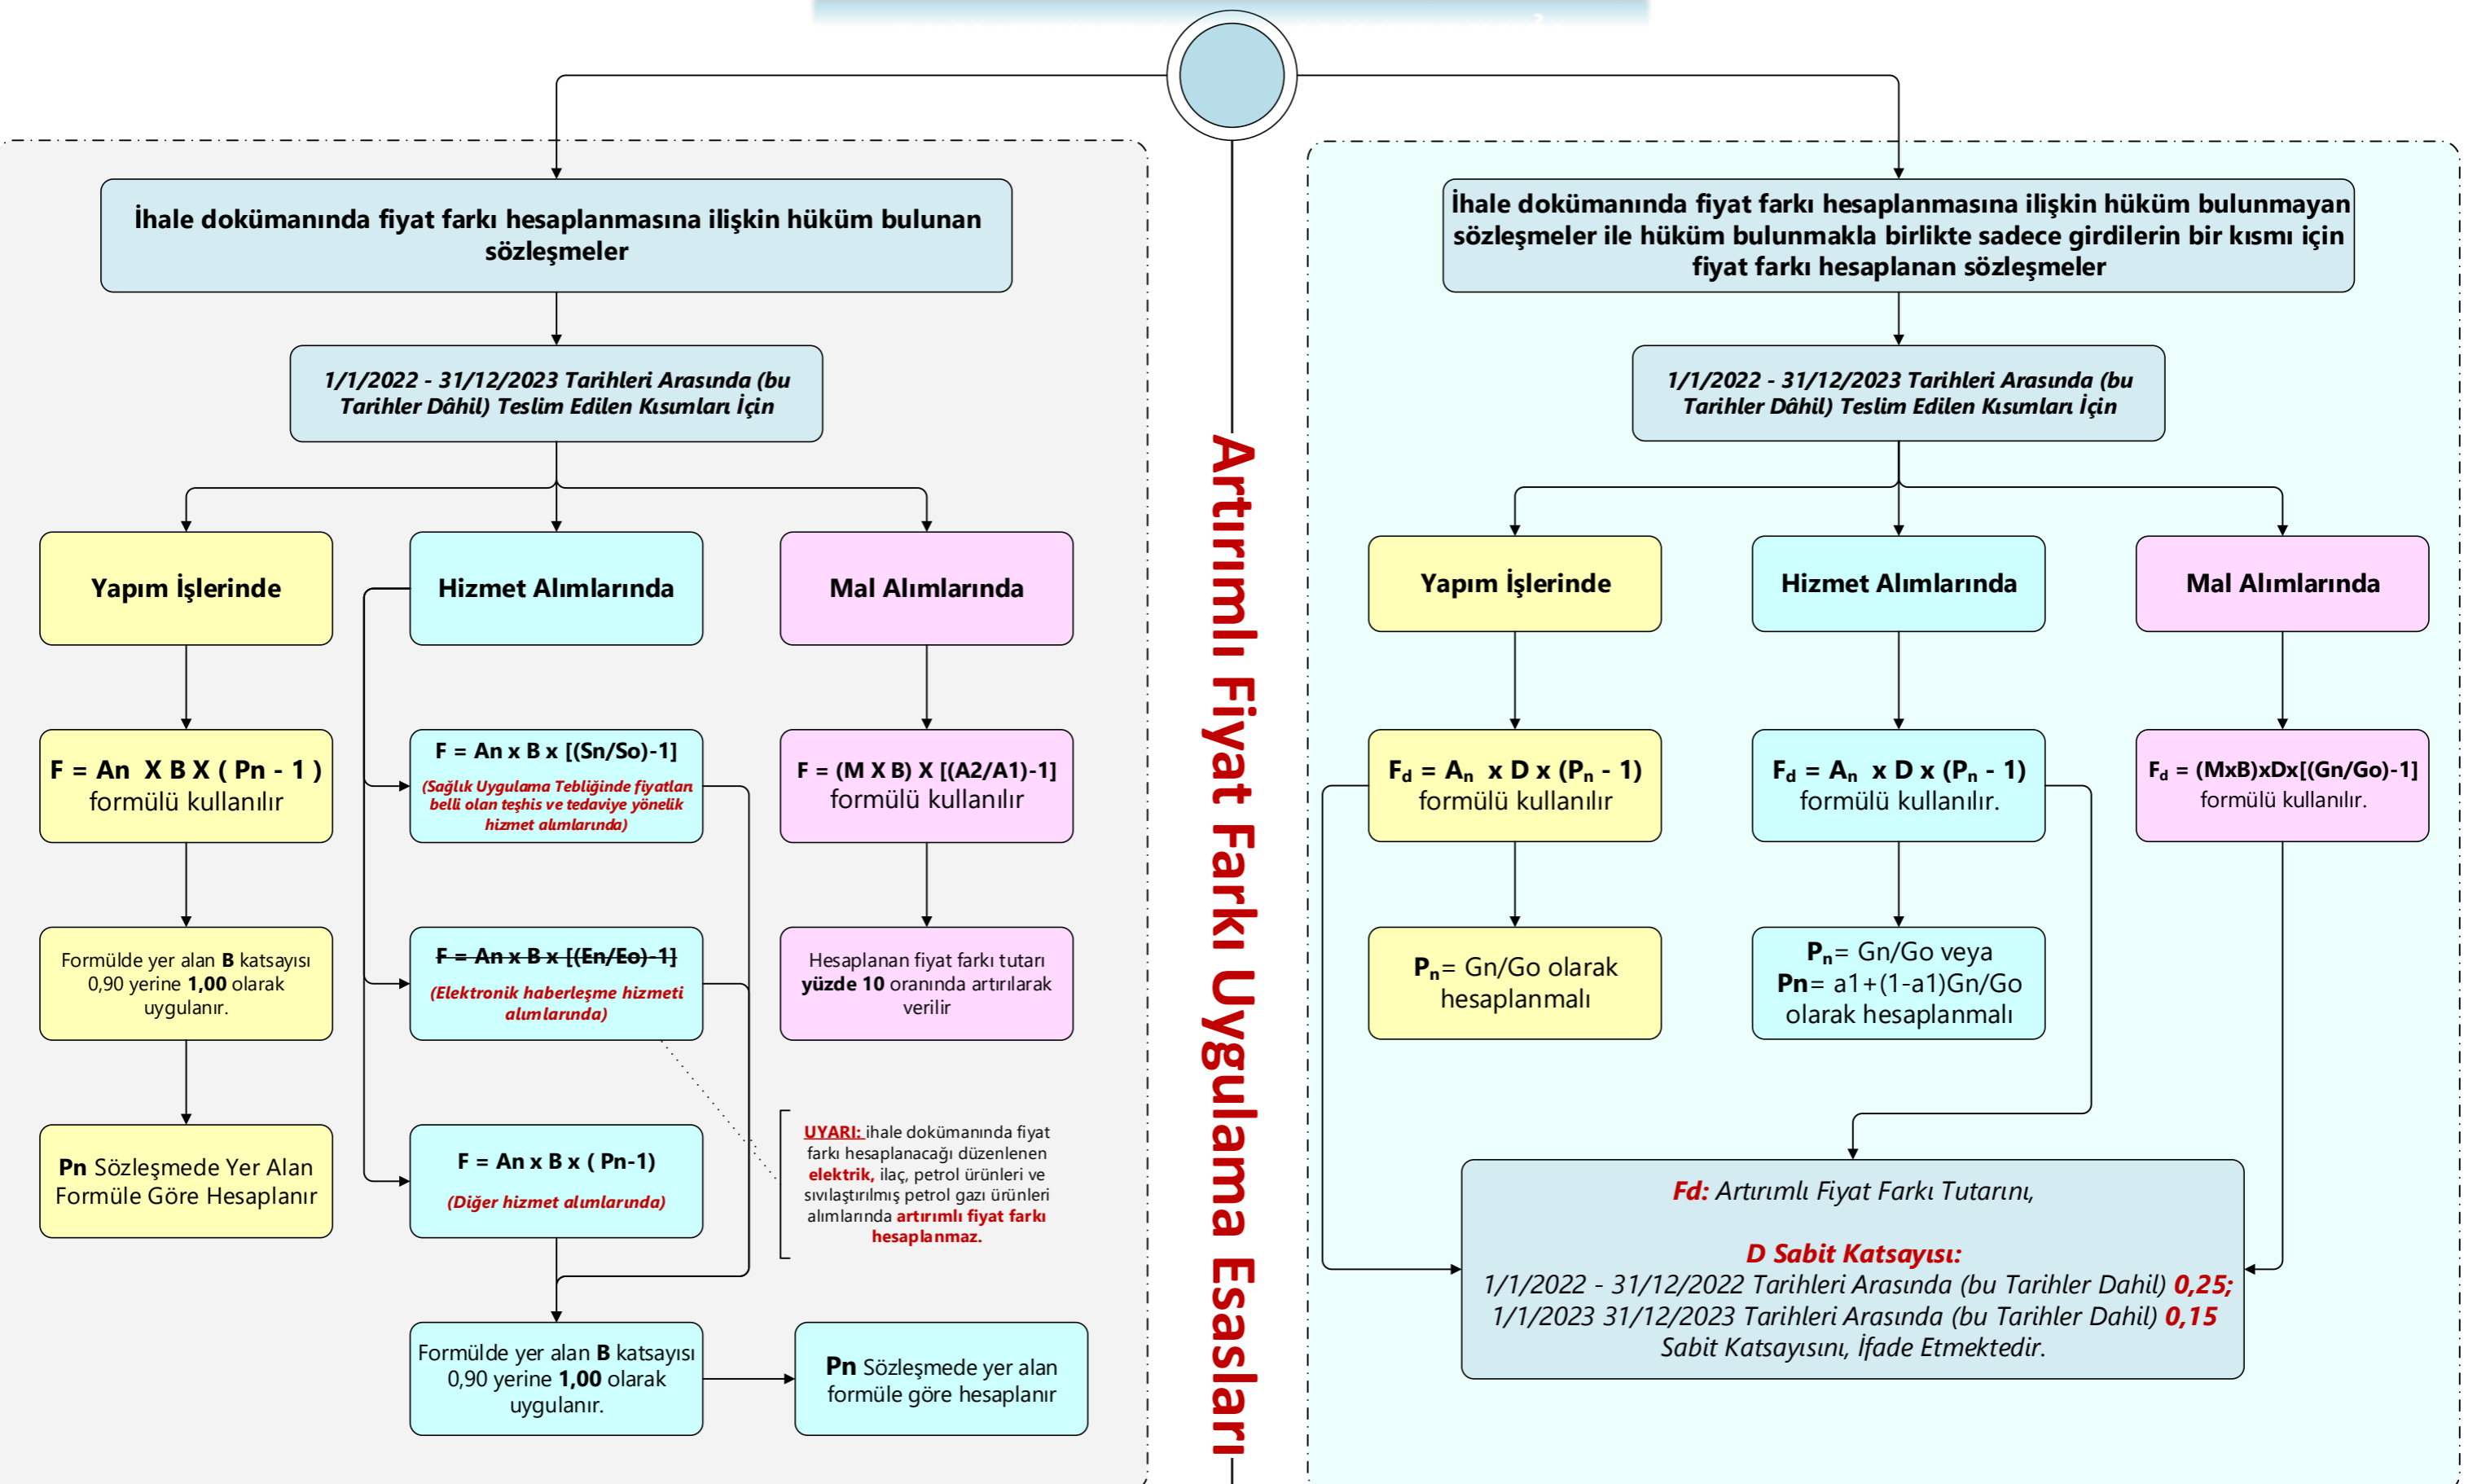 İhale dokümanında fiyat farkı hesaplanmasına ilişkin hüküm bulunan
sözleşmeler
1/1/2022 - 31/12/2023 Tarihleri Arasında (bu
Tarihler Dâhil) Teslim Edilen Kısımları İçin
Yapım İşlerinde
Hizmet Alımlarında
Mal Alımlarında
F = An X B X ( Pn - 1 )
formülü kullanılır
F = An x B x [(Sn/So)-1]
(Sağlık Uygulama Tebliğinde fiyatları
belli olan teşhis ve tedaviye yönelik
hizmet alımlarında)
F = (M X B) X [(A2/A1)-1]
formülü kullanılır
Formülde yer alan B katsayısı
0,90 yerine 1,00 olarak
uygulanır.
F = An x B x [(En/Eo)-1]
(Elektronik haberleşme hizmeti
alımlarında)
Hesaplanan fiyat farkı tutarı
yüzde 10 oranında artırılarak
verilir
Pn Sözleşmede Yer Alan
Formüle Göre Hesaplanır
F = An x B x ( Pn-1)
(Diğer hizmet alımlarında)
UYARI: ihale dokümanında fiyat
farkı hesaplanacağı düzenlenen
elektrik, ilaç, petrol ürünleri ve
sıvılaştırılmış petrol gazı ürünleri
alımlarında artırımlı fiyat farkı
hesaplanmaz.
Formülde yer alan B katsayısı
0,90 yerine 1,00 olarak
uygulanır.
Pn Sözleşmede yer alan
formüle göre hesaplanır
Artırımlı Fiyat Farkı Uygulama Esasları
İhale dokümanında fiyat farkı hesaplanmasına ilişkin hüküm bulunmayan
sözleşmeler ile hüküm bulunmakla birlikte sadece girdilerin bir kısmı için
fiyat farkı hesaplanan sözleşmeler
1/1/2022 - 31/12/2023 Tarihleri Arasında (bu
Tarihler Dâhil) Teslim Edilen Kısımları İçin
Yapım İşlerinde
Hizmet Alımlarında
Mal Alımlarında
Fd = An x D x (Pn - 1)
formülü kullanılır
Fd = An x D x (Pn - 1)
formülü kullanılır.
Fd = (MxB)xDx[(Gn/Go)-1]
formülü kullanılır.
Pn= Gn/Go olarak
hesaplanmalı
Pn= Gn/Go veya
Pn= a1+(1-a1)Gn/Go
olarak hesaplanmalı
Fd: Artırımlı Fiyat Farkı Tutarını,
D Sabit Katsayısı:
1/1/2022 - 31/12/2022 Tarihleri Arasında (bu Tarihler Dahil) 0,25;
1/1/2023 31/12/2023 Tarihleri Arasında (bu Tarihler Dahil) 0,15
Sabit Katsayısını, İfade Etmektedir.